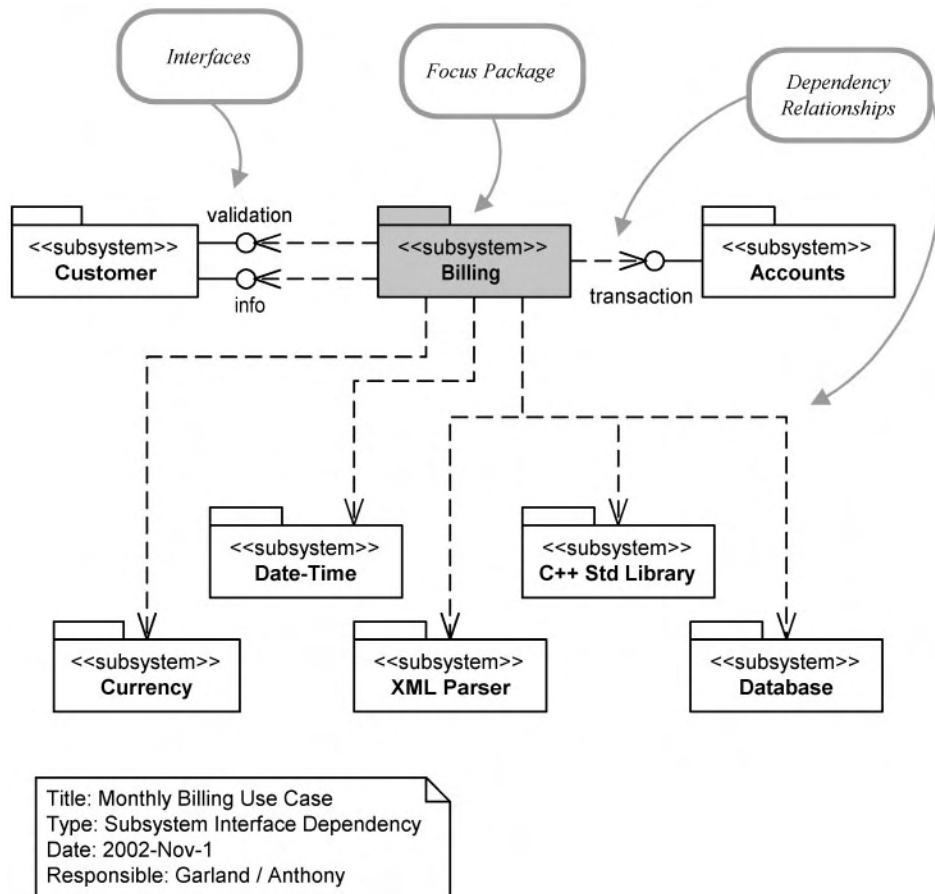 Interfaces
Focus Package
Dependency
Relationships
validation
<<subsystem>>
Customer
info
<<subsystem>>
Billing
transaction
<<subsystem>>
Accounts
<<subsystem>>
Date-Time
<<subsystem>>
C++ Std Library
<<subsystem>>
Currency
<<subsystem>>
XML Parser
<<subsystem>>
Database
Title: Monthly Billing Use Case
Type: Subsystem Interface Dependency
Date: 2002-Nov-1
Responsible: Garland / Anthony